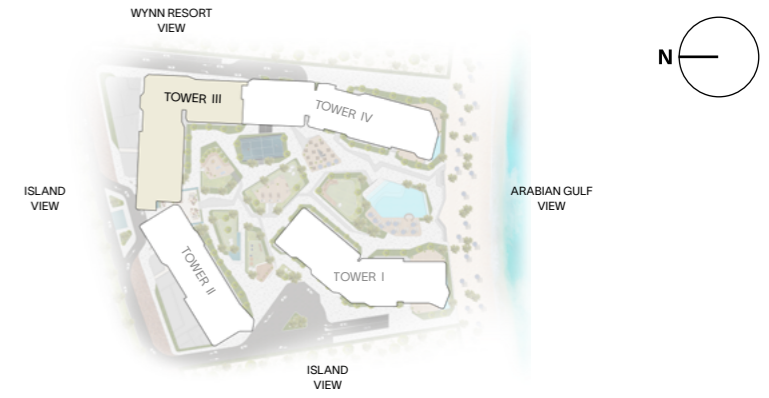 WYNN RESORT
VIEW
N
TOWER III
TOWER IV
ISLAND
VIEW
ARABIAN GULF
VIEW
TOWER II
TOWER I
ISLAND
VIEW